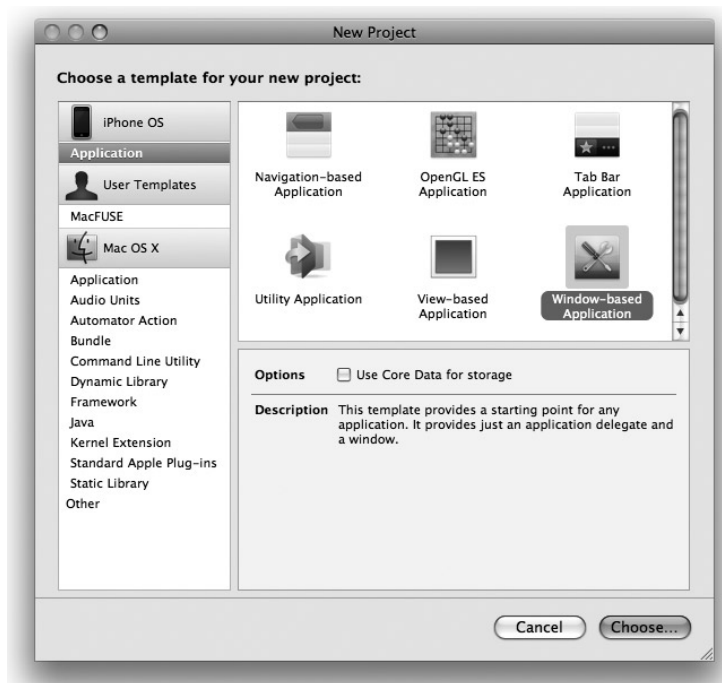 New Project
Choose a template for your new project:
iPhone OS
Application
User Templates
MacFUSE
Mac OS X
Application
Audio Units
Automator Action
Bundle
Command Line Utility
Dynamic Library
Framework
Java
Kernel Extension
Standard Apple Plug-ins
Static Library
Other
Navigation-based
Application
OpenGL ES
Application
Tab Bar
Application
Utility Application
View-based
Application
Window-based
Application
Options
Use Core Data for storage
Description
This template provides a starting point for any
application. It provides just an application delegate and
a window.
Cancel
Choose...